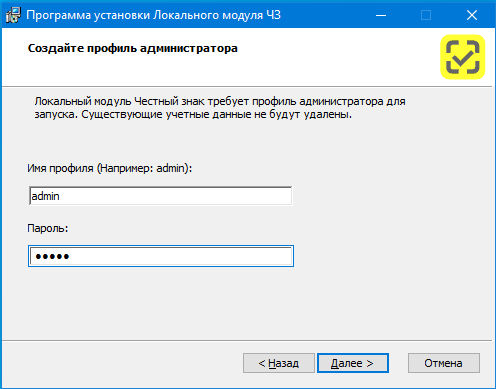 Программа установки Локального модуля ЧЗ
Создайте профиль администратора
Локальный модуль Честный знак требует профиль администратора для
запуска. Существующие учетные данные не будут удалены.
Имя профиля (Например: admin):
admin
Пароль:
•••••
< Назад
Далее >
Отмена